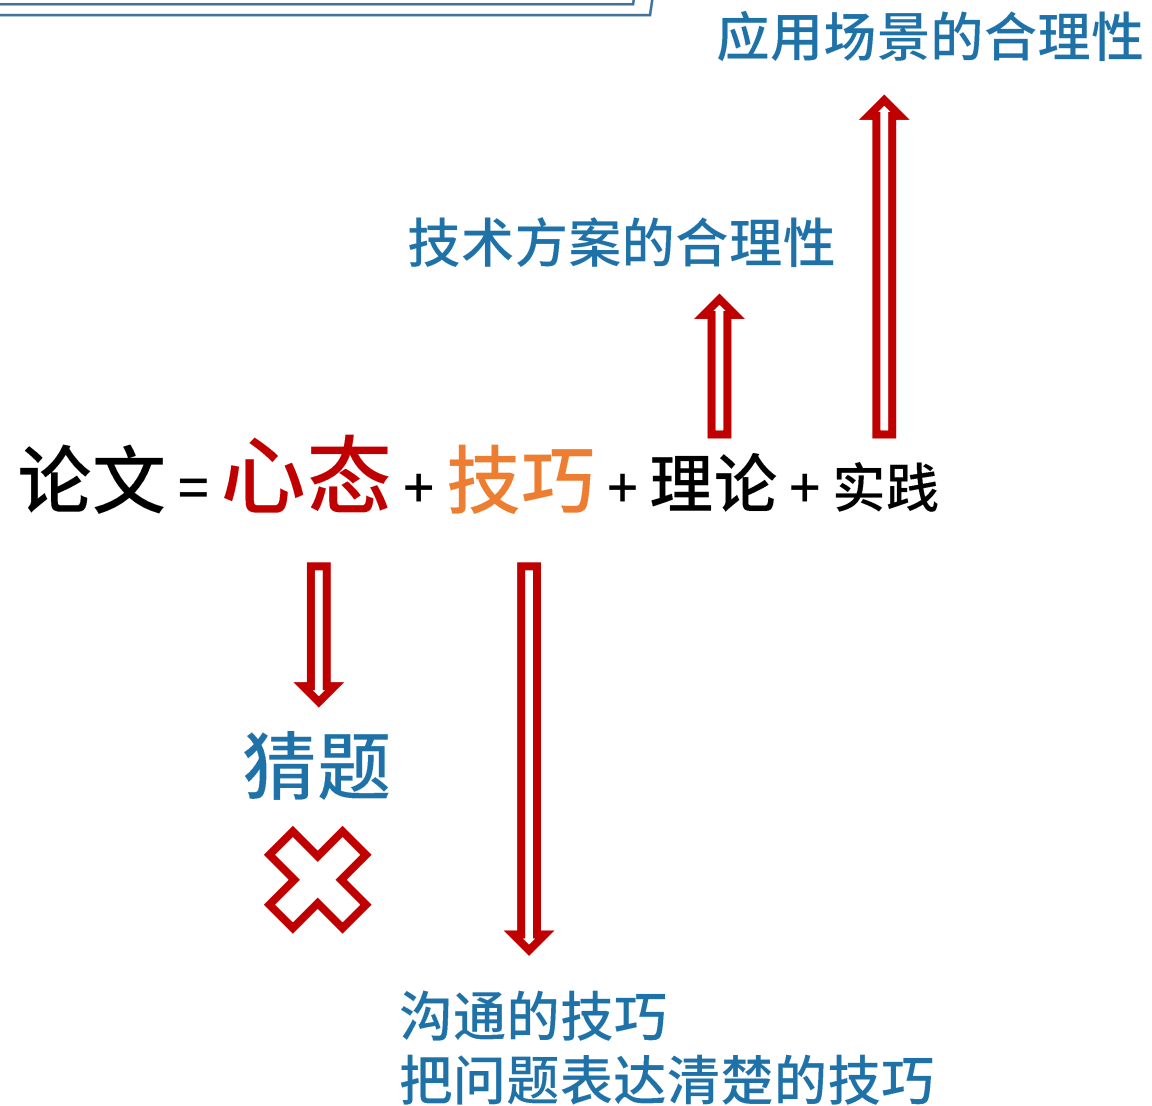 应用场景的合理性
技术方案的合理性
论文=心态+技巧+理论+实践
猜题
沟通的技巧
把问题表达清楚的技巧